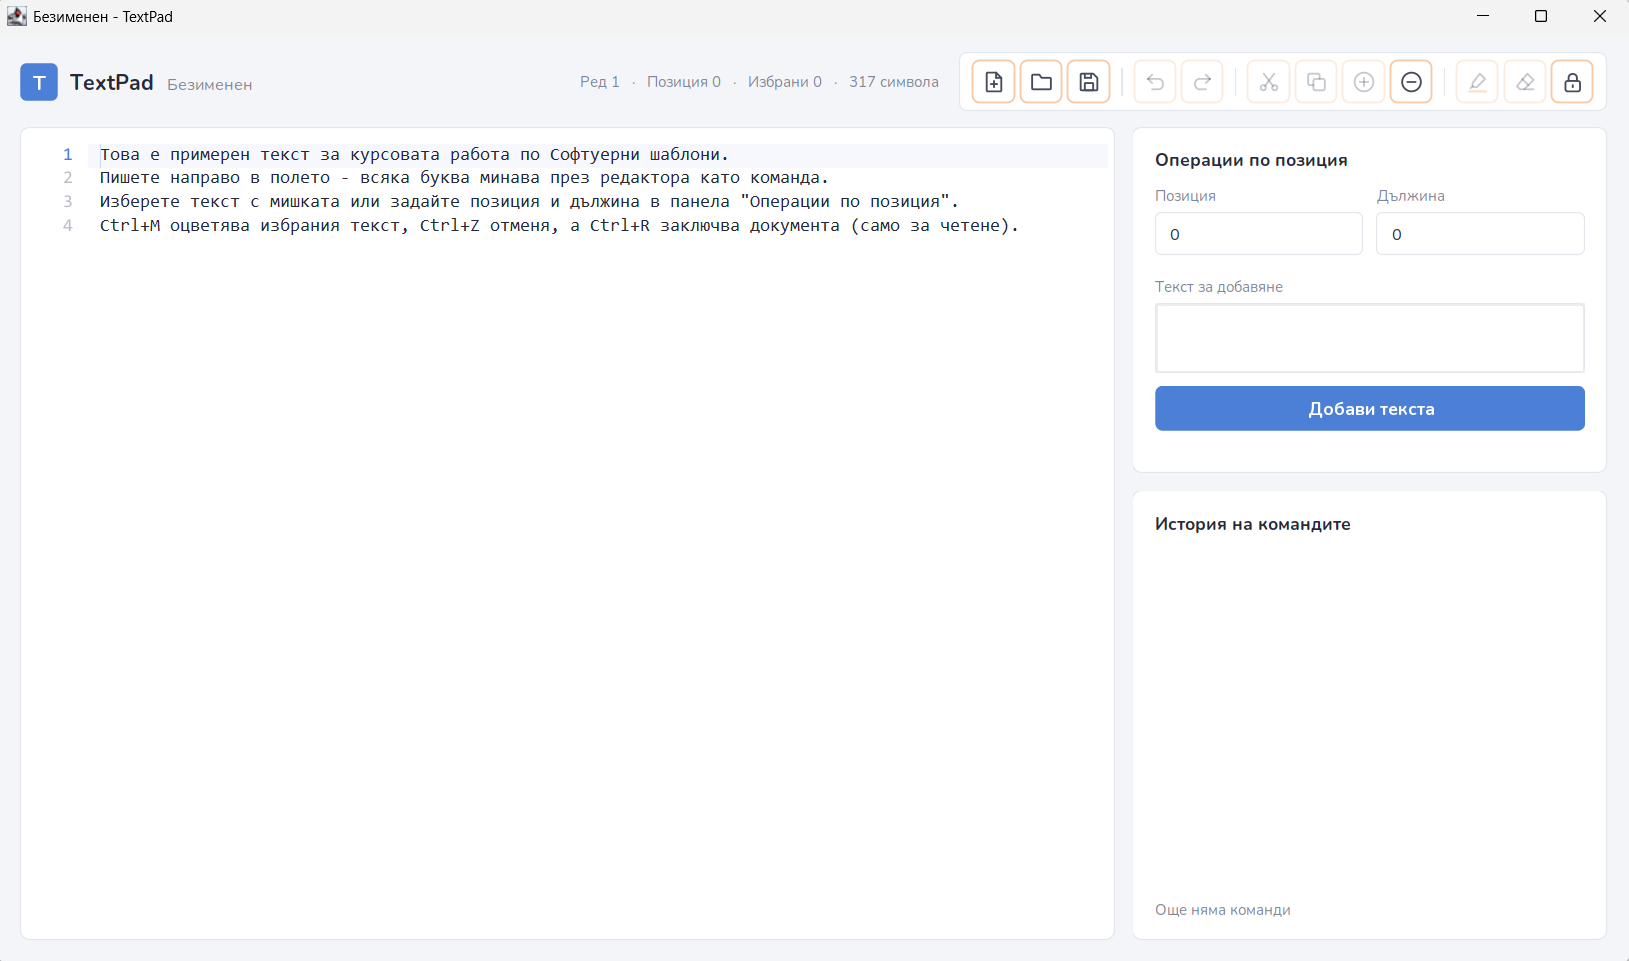 Безименен - TextPad
T TextPad Безименен
Ред 1 · Позиция 0 · Избрани 0 · 317 символа
1 Това е примерен текст за курсовата работа по Софтуерни шаблони.
2 Пишете направо в полето - всяка буква минава през редактора като команда.
3 Изберете текст с мишката или задайте позиция и дължина в панела "Операции по позиция".
4 Ctrl+M оцветява избрания текст, Ctrl+Z отменя, а Ctrl+R заключва документа (само за четене).
Операции по позиция
Позиция Дължина
0 0
Текст за добавяне
Добави текста
История на командите
Още няма команди